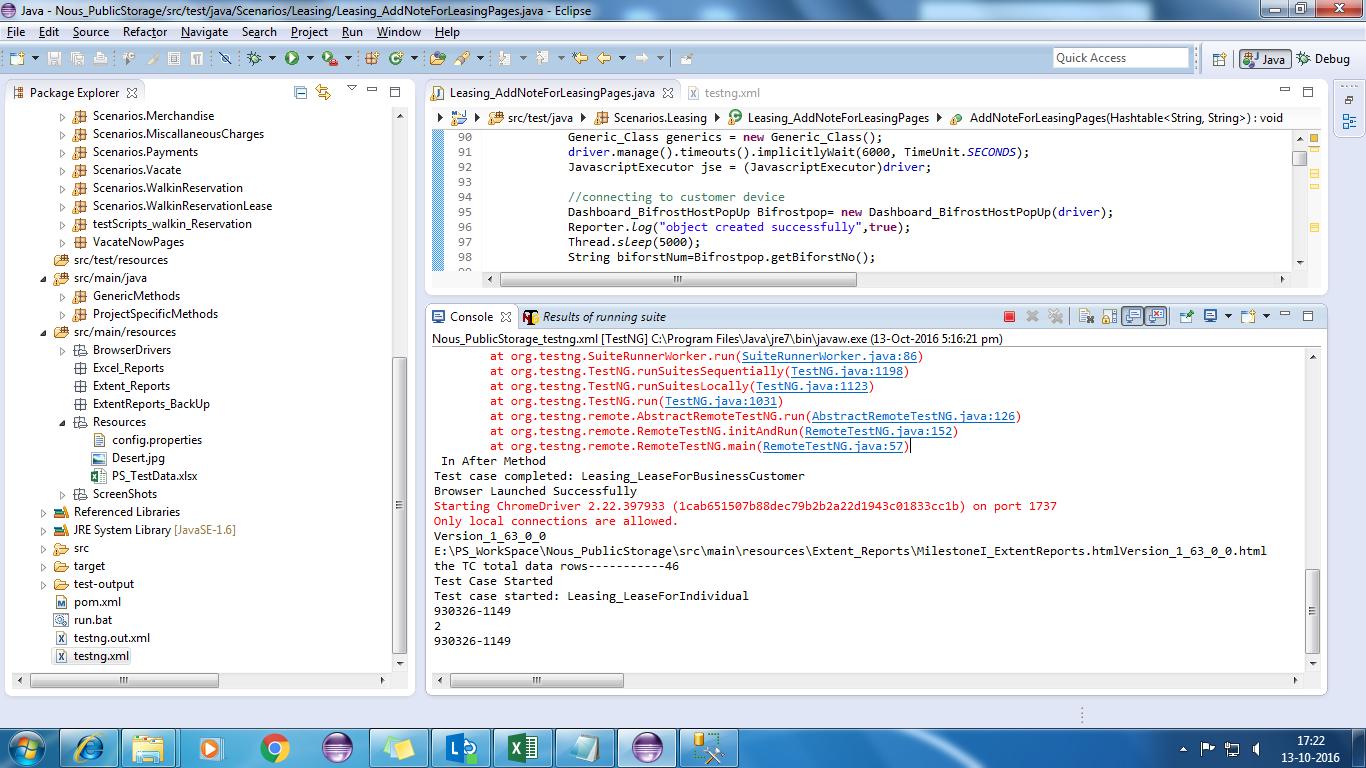 Java - Nous_PublicStorage/src/test/java/Scenarios/Leasing/Leasing_AddNoteForLeasingPages.java - Eclipse
File Edit Source Refactor Navigate Search Project Run Window Help
Quick Access
Java
Debug
Package Explorer
Scenarios.Merchandise
Scenarios.MiscallaneousCharges
Scenarios.Payments
Scenarios.Vacate
Scenarios.WalkinReservation
Scenarios.WalkinReservationLease
testScripts_walkin_Reservation
VacateNowPages
src/test/resources
src/main/java
GenericMethods
ProjectSpecificMethods
src/main/resources
BrowserDrivers
Excel_Reports
Extent_Reports
ExtentReports_BackUp
Resources
config.properties
Desert.jpg
PS_TestData.xlsx
ScreenShots
Referenced Libraries
JRE System Library [JavaSE-1.6]
src
target
test-output
pom.xml
run.bat
testng.out.xml
testng.xml
Leasing_AddNoteForLeasingPages.java
testng.xml
src/test/java
Scenarios.Leasing
Leasing_AddNoteForLeasingPages
AddNoteForLeasingPages(Hashtable<String, String>) : void
90 Generic_Class generics = new Generic_Class();
91 driver.manage().timeouts().implicitlyWait(6000, TimeUnit.SECONDS);
92 JavascriptExecutor jse = (JavascriptExecutor)driver;
93
94 //connecting to customer device
95 Dashboard_BifrostHostPopUp Bifrostpop= new Dashboard_BifrostHostPopUp(driver);
96 Reporter.log("object created successfully",true);
97 Thread.sleep(5000);
98 String biforstNum=Bifrostpop.getBiforstNo();
Console
Results of running suite
Nous_PublicStorage_testng.xml [TestNG] C:\Program Files\Java\jre7\bin\javaw.exe (13-Oct-2016 5:16:21 pm)
at org.testng.SuiteRunnerWorker.run(SuiteRunnerWorker.java:86)
at org.testng.TestNG.runSuitesSequentially(TestNG.java:1198)
at org.testng.TestNG.runSuitesLocally(TestNG.java:1123)
at org.testng.TestNG.run(TestNG.java:1031)
at org.testng.remote.AbstractRemoteTestNG.run(AbstractRemoteTestNG.java:126)
at org.testng.remote.RemoteTestNG.initAndRun(RemoteTestNG.java:152)
at org.testng.remote.RemoteTestNG.main(RemoteTestNG.java:57)
In After Method
Test case completed: Leasing_LeaseForBusinessCustomer
Browser Launched Successfully
Starting ChromeDriver 2.22.397933 (1cab651507b88dec79b2b2a22d1943c01833cc1b) on port 1737
Only local connections are allowed.
Version_1_63_0_0
E:\PS_WorkSpace\Nous_PublicStorage\src\main\resources\Extent_Reports\MilestoneI_ExtentReports.htmlVersion_1_63_0_0.html
the TC total data rows-----------46
Test Case Started
Test case started: Leasing_LeaseForIndividual
930326-1149
2
930326-1149
17:22
13-10-2016